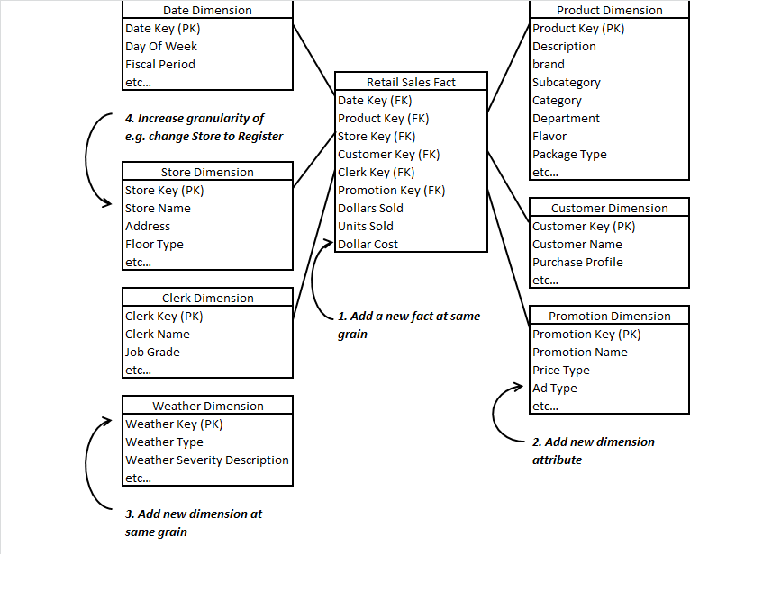 Date Dimension
Date Key (PK)
Day Of Week
Fiscal Period
etc...
4. Increase granularity of
e.g. change Store to Register
Store Dimension
Store Key (PK)
Store Name
Address
Floor Type
etc...
Clerk Dimension
Clerk Key (PK)
Clerk Name
Job Grade
etc...
Weather Dimension
Weather Key (PK)
Weather Type
Weather Severity Description
etc...
3. Add new dimension at
same grain
Retail Sales Fact
Date Key (FK)
Product Key (FK)
Store Key (FK)
Customer Key (FK)
Clerk Key (FK)
Promotion Key (FK)
Dollars Sold
Units Sold
Dollar Cost
1. Add a new fact at same
grain
Product Dimension
Product Key (PK)
Description
brand
Subcategory
Category
Department
Flavor
Package Type
etc...
Customer Dimension
Customer Key (PK)
Customer Name
Purchase Profile
etc...
Promotion Dimension
Promotion Key (PK)
Promotion Name
Price Type
Ad Type
etc...
2. Add new dimension
attribute